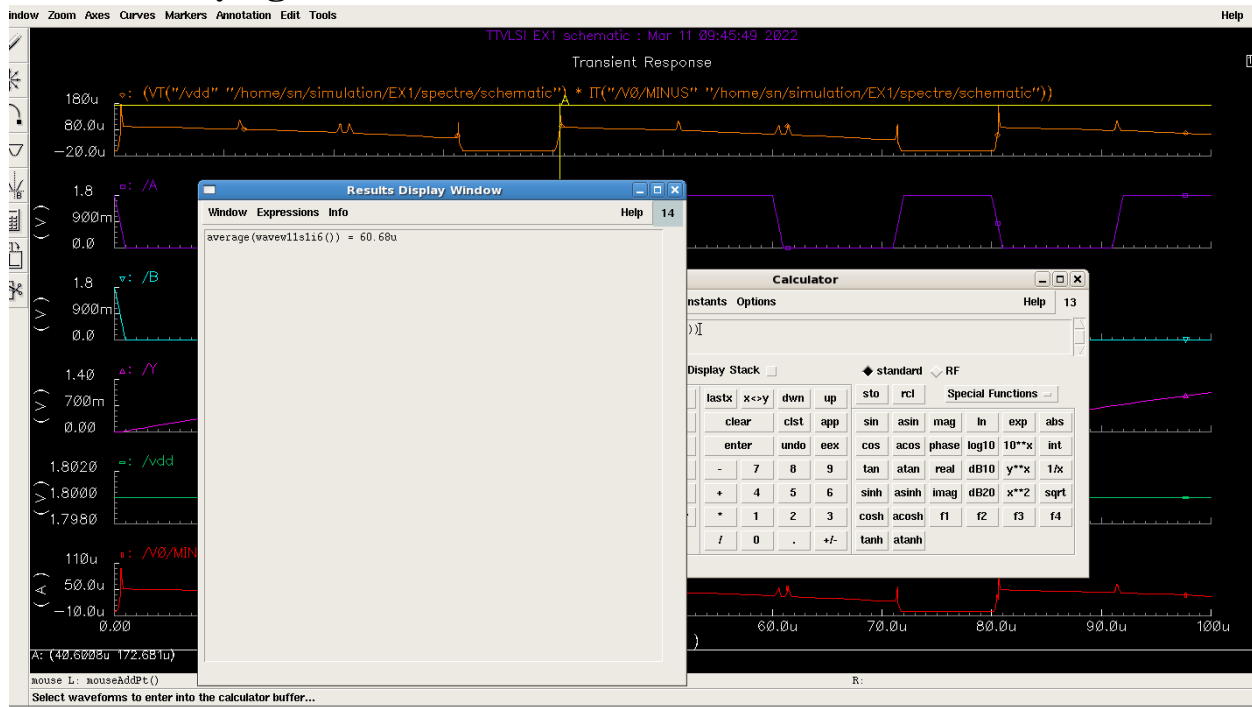 indow Zoom Axes Curves Markers Annotation Edit Tools Help
TTVLSI EX1 schematic : Mar 11 09:45:49 2022
Transient Response
: (VT("/vdd" "/home/sn/simulation/EX1/spectre/schematic") * IT("/V0/MINUS" "/home/sn/simulation/EX1/spectre/schematic"))
A
180u
80.0u
-20.0u
: /A
1.8
900m
0.0
(V)
: /B
1.8
900m
0.0
(V)
: /Y
1.40
700m
0.00
(V)
: /vdd
1.8020
1.8000
1.7980
(V)
: /V0/MIN
110u
50.0u
-10.0u
(A)
0.00 60.0u 70.0u 80.0u 90.0u 100u
)
A: (40.6008u 172.681u)
mouse L: mouseAddPt() R:
Select waveforms to enter into the calculator buffer...
Results Display Window
Window Expressions Info Help 14
average(wavew11s1i6()) = 60.68u
Calculator
nstants Options Help 13
))
Display Stack standard RF
lastx x<>y dwn up sto rcl Special Functions
clear clst app sin asin mag ln exp abs
enter undo eex cos acos phase log10 10**x int
- 7 8 9 tan atan real dB10 y**x 1/x
+ 4 5 6 sinh asinh imag dB20 x**2 sqrt
* 1 2 3 cosh acosh f1 f2 f3 f4
/ 0 . +/- tanh atanh